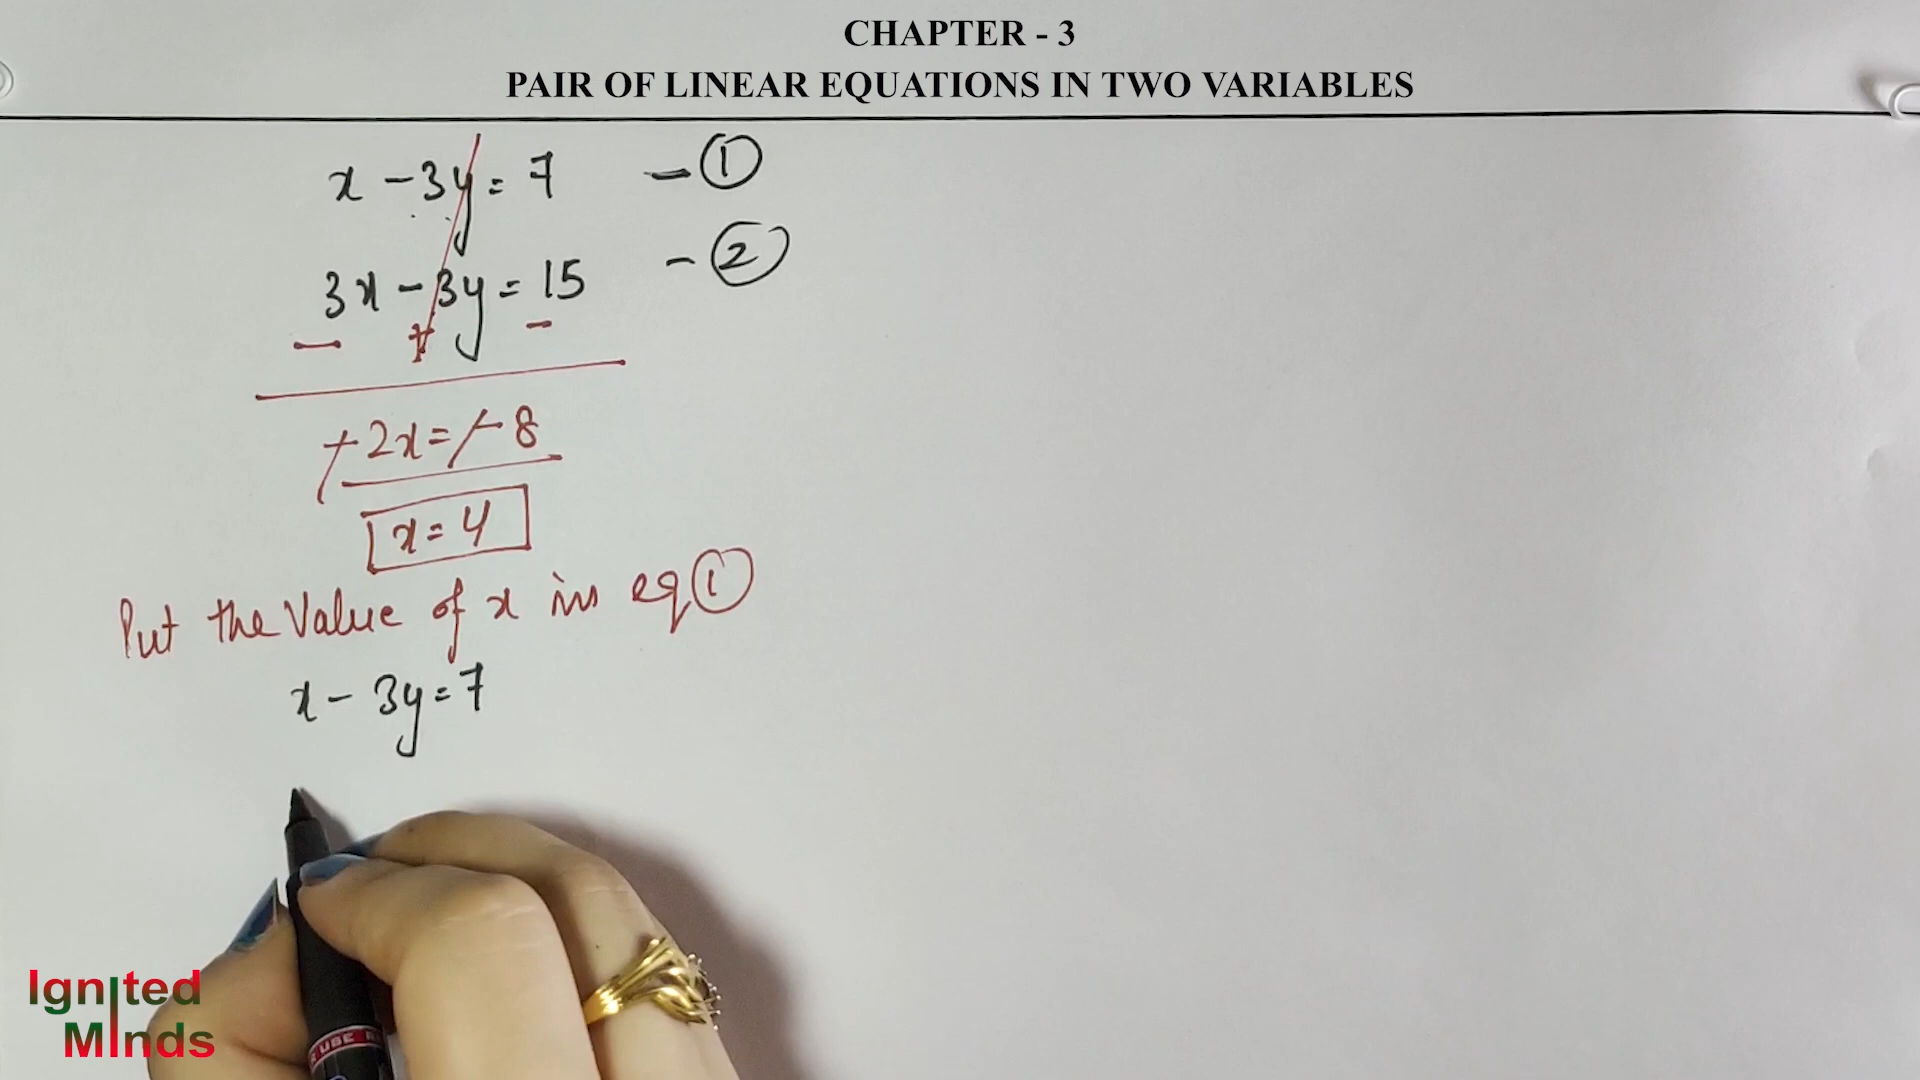 CHAPTER - 3
PAIR OF LINEAR EQUATIONS IN TWO VARIABLES
x - 3y = 7 - ①
3x - 3y = 15 - ②
- + -
- 2x = - 8
x = 4
Put the Value of x in eq ①
x - 3y = 7
Ignited
Minds